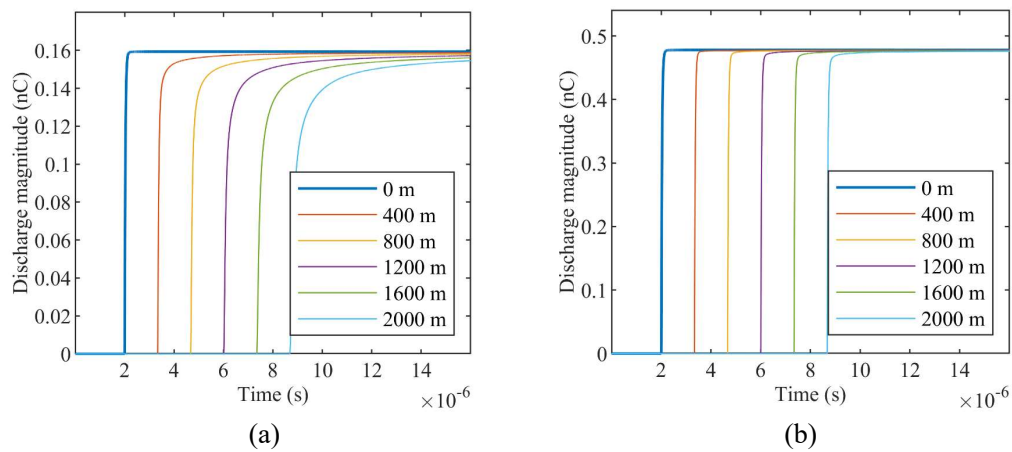 0.16
0.14
0.12
0.1
0.08
0.06
0.04
0.02
0
Discharge magnitude (nC)
2 4 6 8 10 12 14
Time (s)
×10-6
0 m
400 m
800 m
1200 m
1600 m
2000 m
(a)
0.5
0.4
0.3
0.2
0.1
0
Discharge magnitude (nC)
2 4 6 8 10 12 14
Time (s)
×10-6
0 m
400 m
800 m
1200 m
1600 m
2000 m
(b)